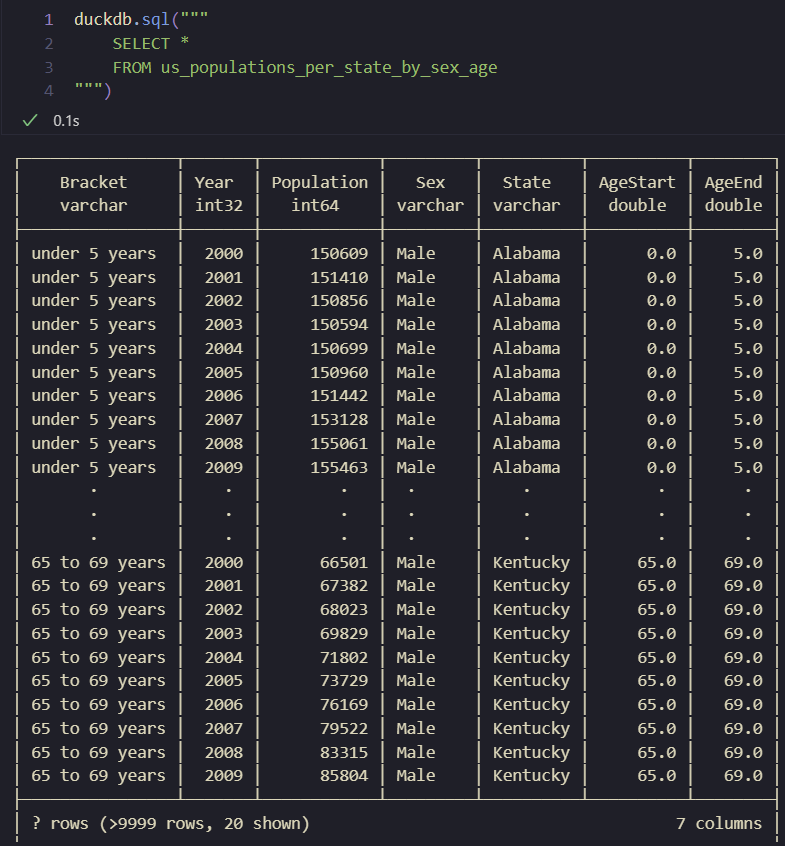 1 duckdb.sql("""
2 SELECT *
3 FROM us_populations_per_state_by_sex_age
4 """)
✓ 0.1s
Bracket Year Population Sex State AgeStart AgeEnd
varchar int32 int64 varchar varchar double double
under 5 years 2000 150609 Male Alabama 0.0 5.0
under 5 years 2001 151410 Male Alabama 0.0 5.0
under 5 years 2002 150856 Male Alabama 0.0 5.0
under 5 years 2003 150594 Male Alabama 0.0 5.0
under 5 years 2004 150699 Male Alabama 0.0 5.0
under 5 years 2005 150960 Male Alabama 0.0 5.0
under 5 years 2006 151442 Male Alabama 0.0 5.0
under 5 years 2007 153128 Male Alabama 0.0 5.0
under 5 years 2008 155061 Male Alabama 0.0 5.0
under 5 years 2009 155463 Male Alabama 0.0 5.0
. . . . . . .
. . . . . . .
. . . . . . .
65 to 69 years 2000 66501 Male Kentucky 65.0 69.0
65 to 69 years 2001 67382 Male Kentucky 65.0 69.0
65 to 69 years 2002 68023 Male Kentucky 65.0 69.0
65 to 69 years 2003 69829 Male Kentucky 65.0 69.0
65 to 69 years 2004 71802 Male Kentucky 65.0 69.0
65 to 69 years 2005 73729 Male Kentucky 65.0 69.0
65 to 69 years 2006 76169 Male Kentucky 65.0 69.0
65 to 69 years 2007 79522 Male Kentucky 65.0 69.0
65 to 69 years 2008 83315 Male Kentucky 65.0 69.0
65 to 69 years 2009 85804 Male Kentucky 65.0 69.0
? rows (>9999 rows, 20 shown) 7 columns